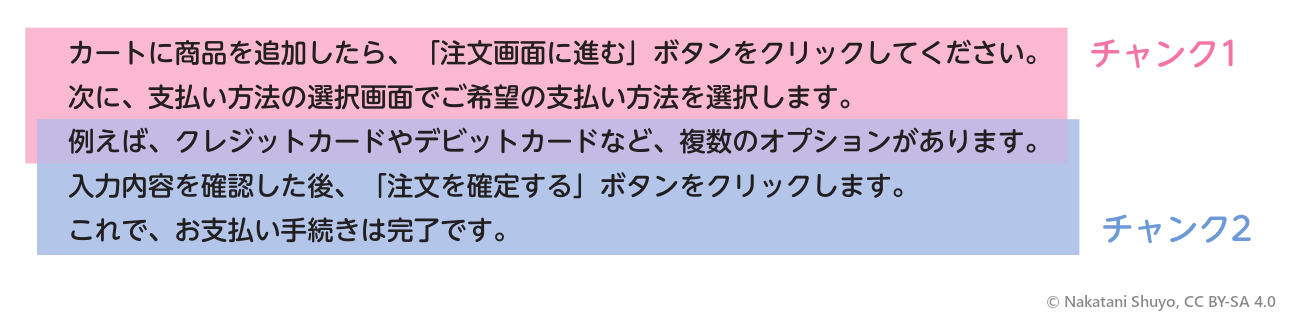 カートに商品を追加したら、「注文画面に進む」ボタンをクリックしてください。
チャンク1
次に、支払い方法の選択画面でご希望の支払い方法を選択します。
例えば、クレジットカードやデビットカードなど、複数のオプションがあります。
入力内容を確認した後、「注文を確定する」ボタンをクリックします。
これで、お支払い手続きは完了です。
チャンク2
© Nakatani Shuyo, CC BY-SA 4.0